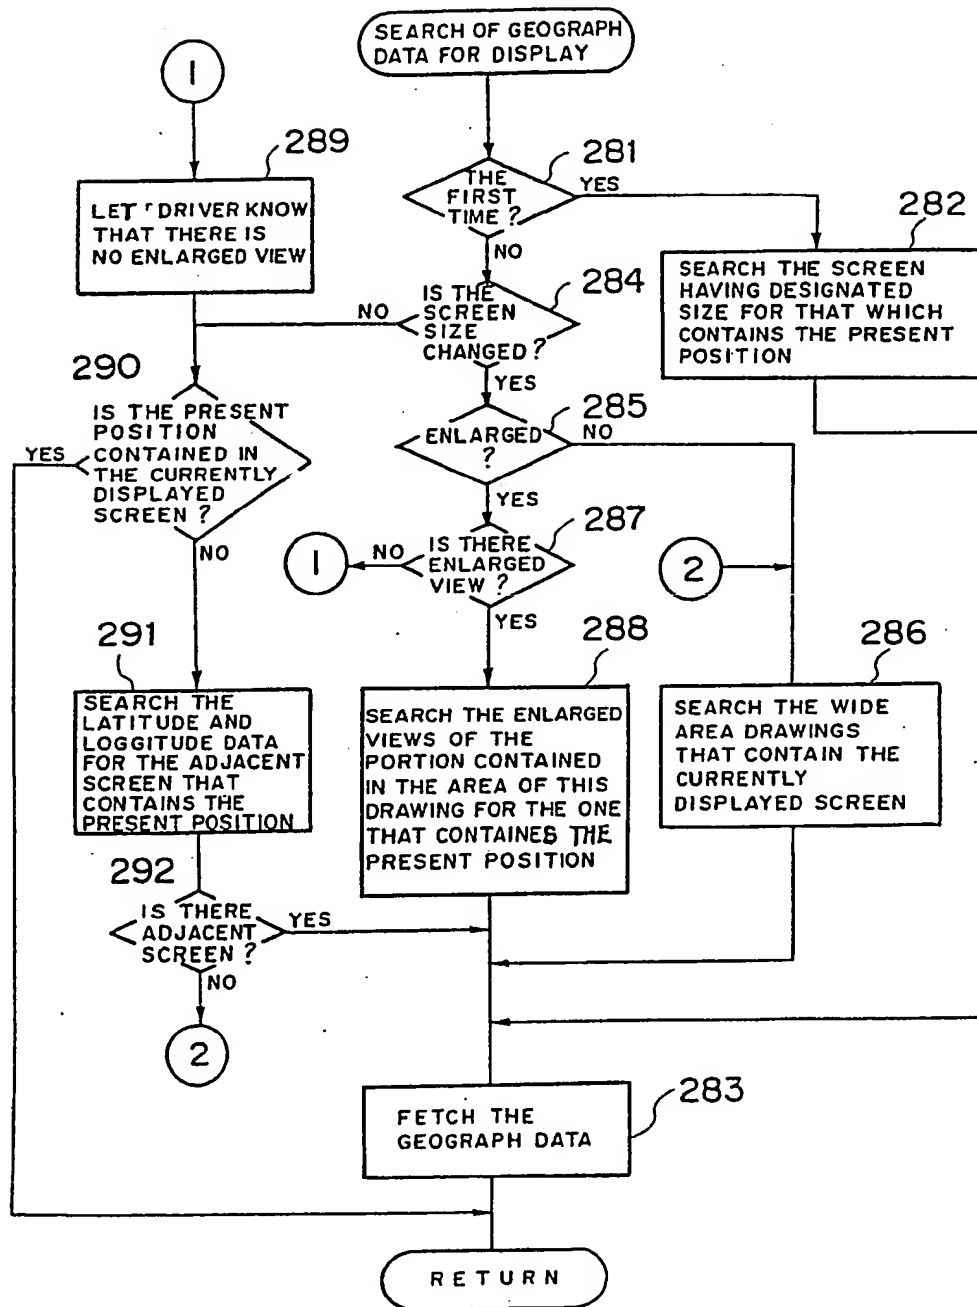 SEARCH OF GEOGRAPH
DATA FOR DISPLAY
1
289
LET DRIVER KNOW
THAT THERE IS
NO ENLARGED VIEW
281
THE
FIRST
TIME?
YES
NO
282
SEARCH THE SCREEN
HAVING DESIGNATED
SIZE FOR THAT WHICH
CONTAINS THE PRESENT
POSITION
284
IS THE
SCREEN
SIZE
CHANGED?
NO
YES
290
IS THE PRESENT
POSITION
CONTAINED IN
THE CURRENTLY
DISPLAYED
SCREEN?
YES
NO
285
ENLARGED
?
NO
YES
287
IS THERE
ENLARGED
VIEW?
NO
1
YES
2
291
SEARCH THE
LATITUDE AND
LOGGITUDE DATA
FOR THE ADJACENT
SCREEN THAT
CONTAINS THE
PRESENT POSITION
288
SEARCH THE ENLARGED
VIEWS OF THE
PORTION CONTAINED
IN THE AREA OF THIS
DRAWING FOR THE ONE
THAT CONTAINES THE
PRESENT POSITION
286
SEARCH THE WIDE
AREA DRAWINGS
THAT CONTAIN THE
CURRENTLY
DISPLAYED SCREEN
292
IS THERE
ADJACENT
SCREEN?
YES
NO
2
283
FETCH THE
GEOGRAPH DATA
RETURN